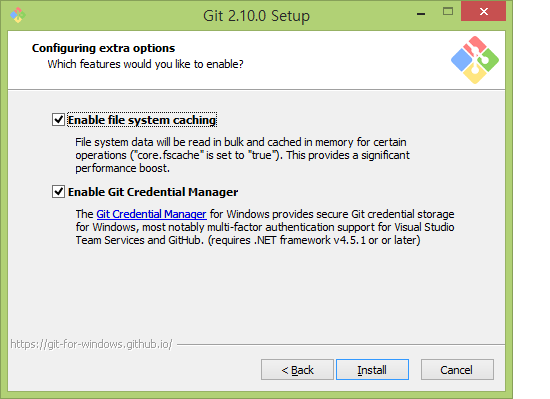 Git 2.10.0 Setup
Configuring extra options
Which features would you like to enable?
Enable file system caching
File system data will be read in bulk and cached in memory for certain
operations ("core.fscache" is set to "true"). This provides a significant
performance boost.
Enable Git Credential Manager
The Git Credential Manager for Windows provides secure Git credential storage
for Windows, most notably multi-factor authentication support for Visual Studio
Team Services and GitHub. (requires .NET framework v4.5.1 or or later)
https://git-for-windows.github.io/
< Back
Install
Cancel